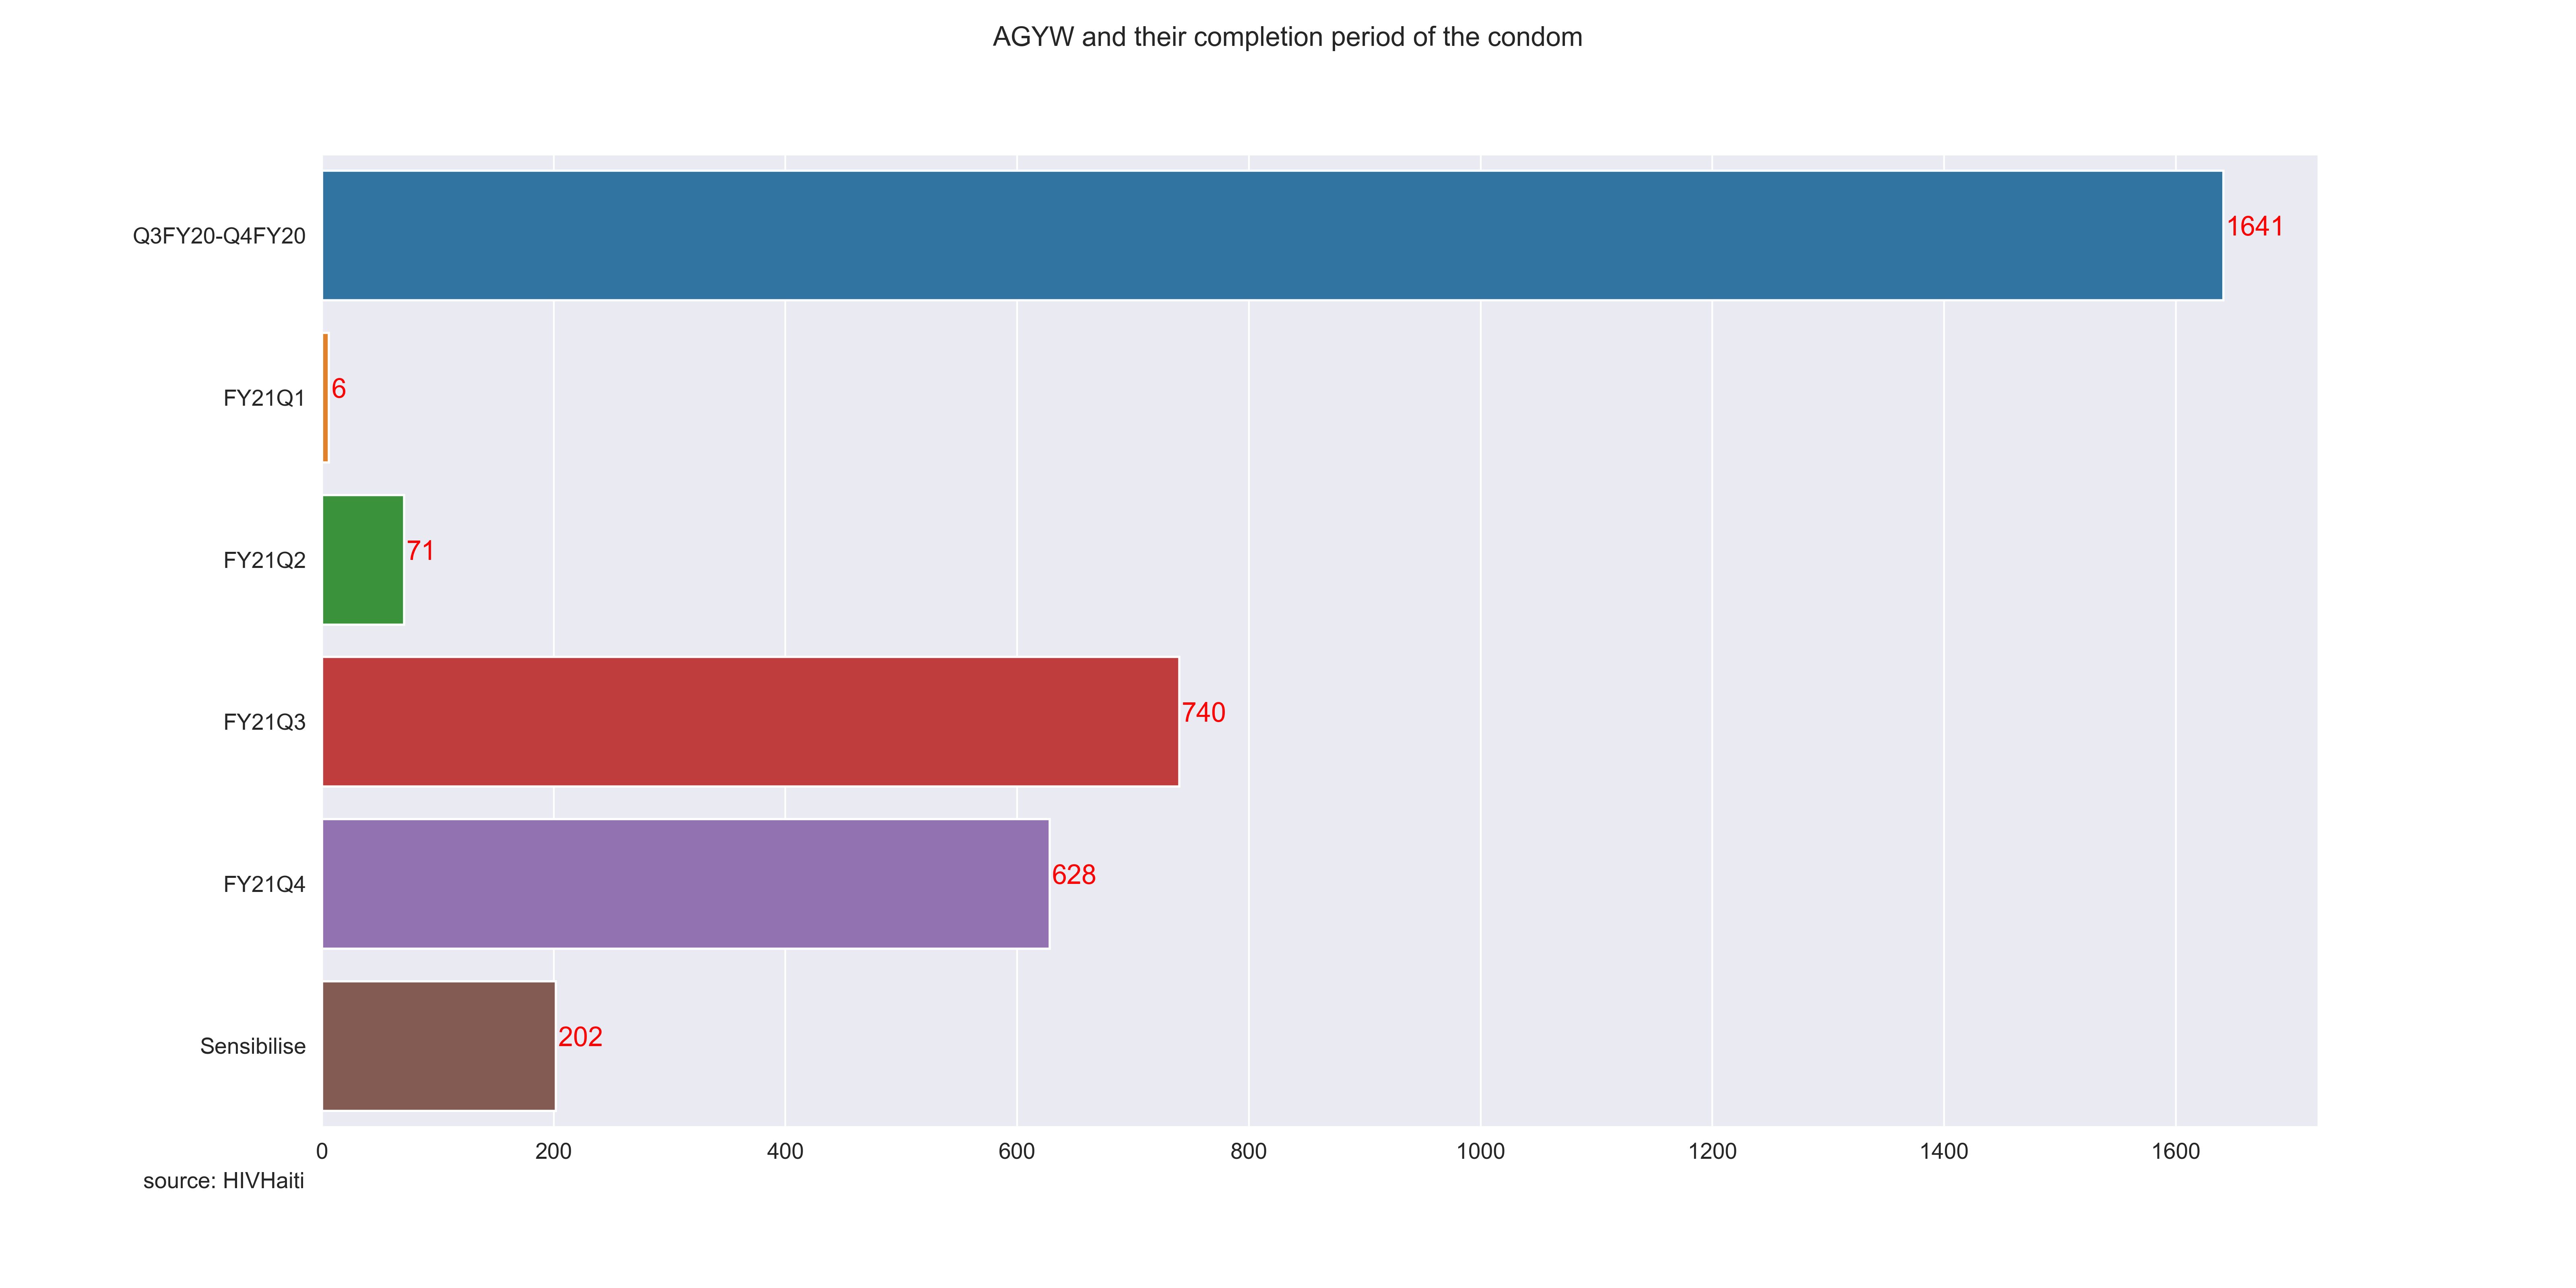 AGYW and their completion period of the condom
Q3FY20-Q4FY20
1641
FY21Q1
6
FY21Q2
71
FY21Q3
740
FY21Q4
628
Sensibilise
202
0 200 400 600 800 1000 1200 1400 1600
source: HIVHaiti